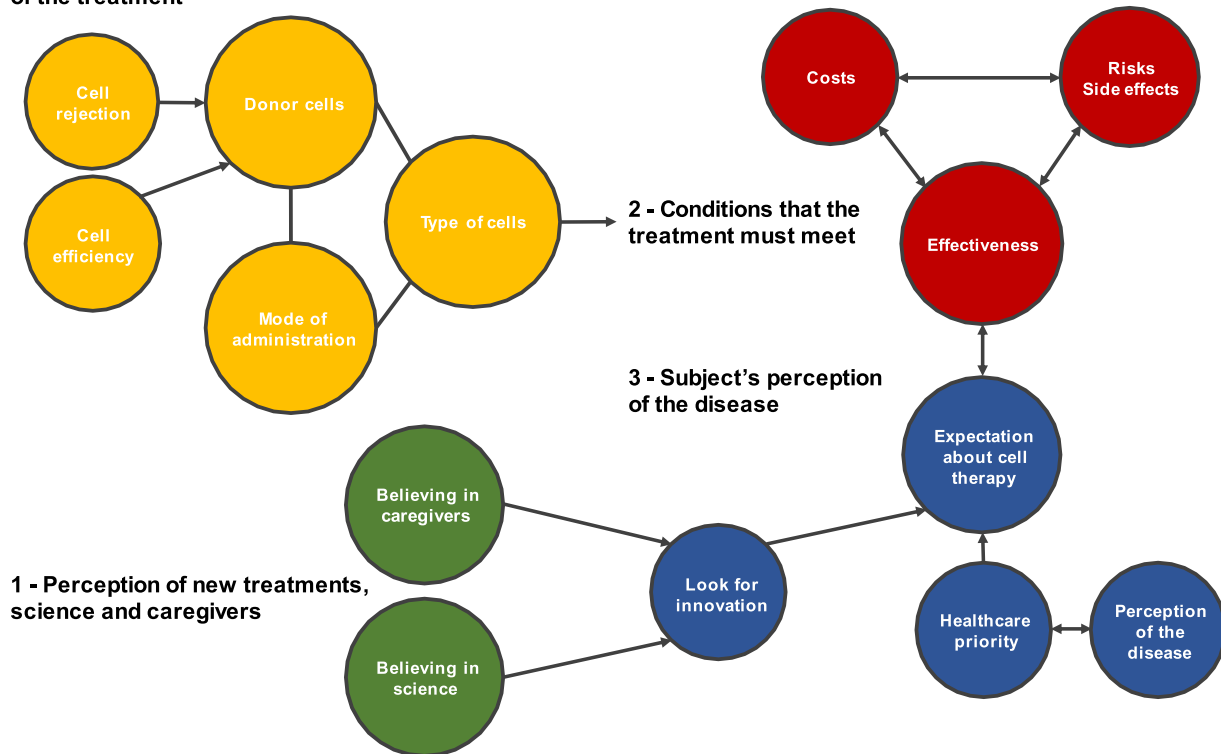 of the treatment
Cell
rejection
Donor cells
Costs
Risks
Side effects
Cell
efficiency
Type of cells
2 - Conditions that the
treatment must meet
Effectiveness
Mode of
administration
3 - Subject's perception
of the disease
Expectation
about cell
therapy
Believing in
caregivers
1 - Perception of new treatments,
science and caregivers
Look for
innovation
Healthcare
priority
Perception
of the
disease
Believing in
science